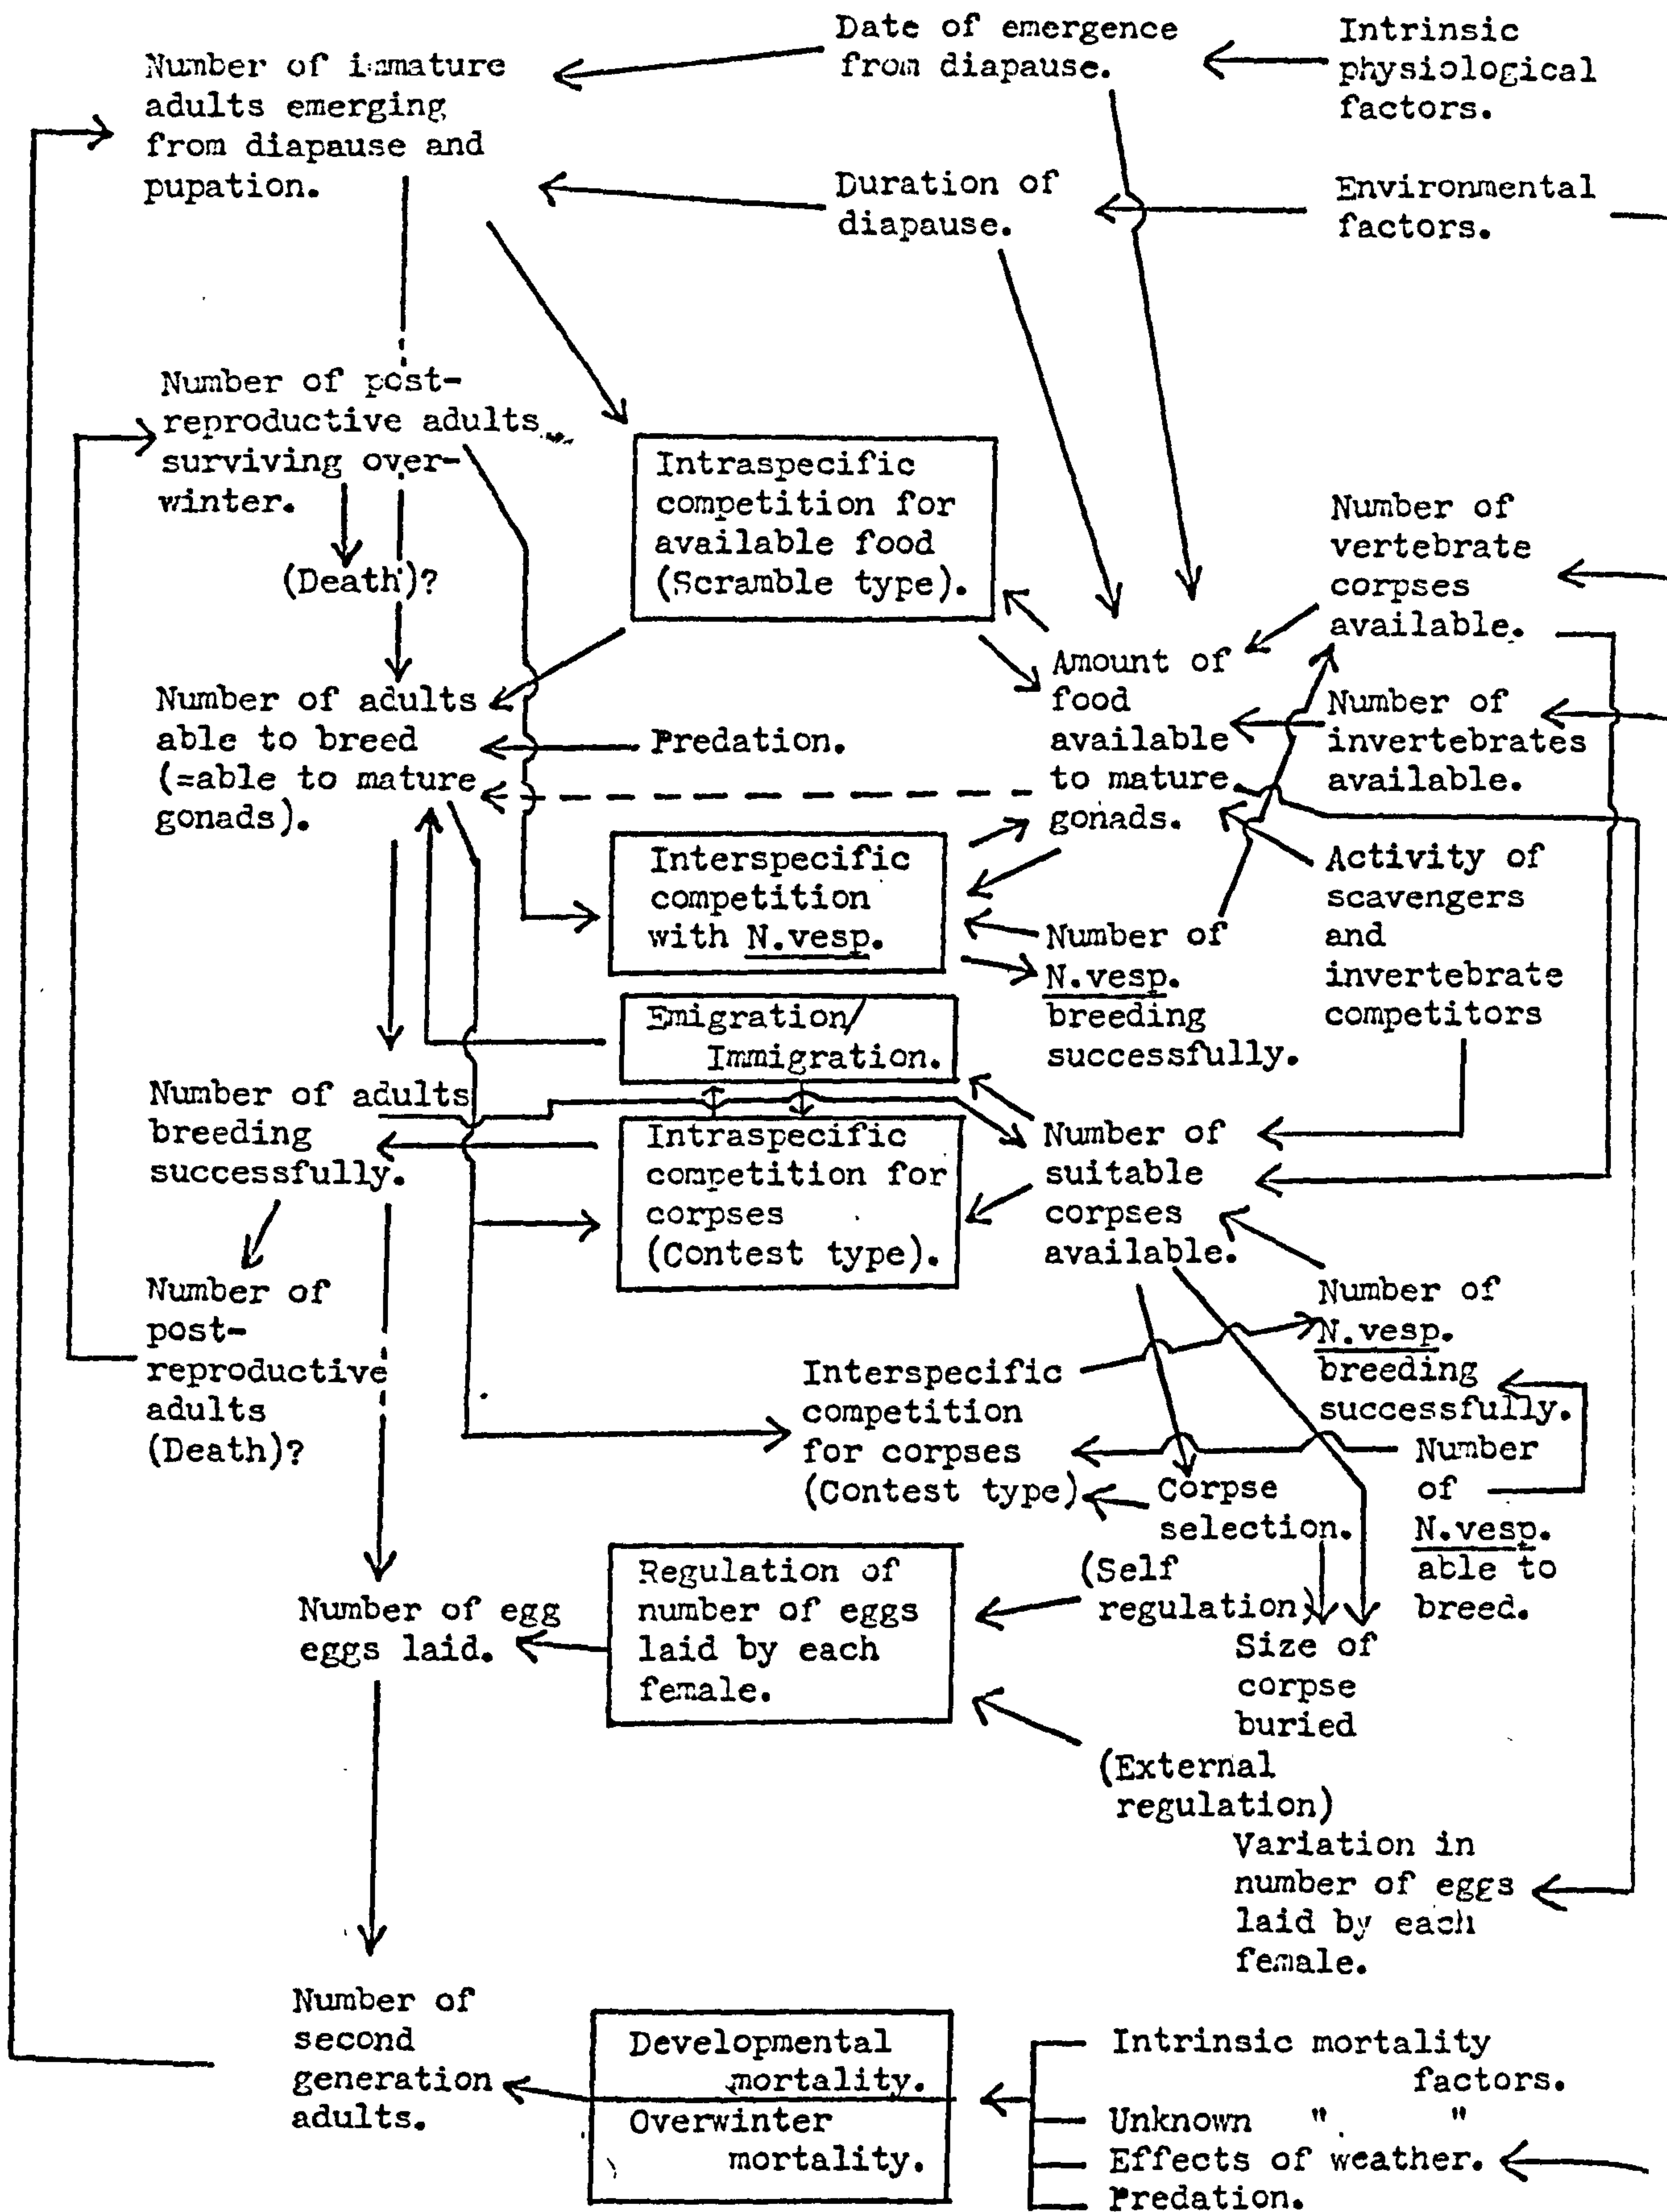 Date of emergence
from diapause.
Intrinsic
physiological
factors.
Number of immature
adults emerging
from diapause and
pupation.
Duration of
diapause.
Environmental
factors.
Number of post-
reproductive adults
surviving over-
winter.
(Death)?
Intraspecific
competition for
available food
(Scramble type).
Number of
vertebrate
corpses
available.
Number of adults
able to breed
(=able to mature
gonads).
Predation.
Amount of
food
available
to mature
gonads.
Number of
invertebrates
available.
Interspecific
competition
with N.vesp.
Number of
N.vesp.
breeding
successfully.
Activity of
scavengers
and
invertebrate
competitors
Emigration/
Immigration.
Number of adults
breeding
successfully.
Intraspecific
competition for
corpses
(Contest type).
Number of
suitable
corpses
available.
Number of
post-
reproductive
adults
(Death)?
Interspecific
competition
for corpses
(Contest type)
Number of
N.vesp.
breeding
successfully.
Corpse
selection.
Number
of
N.vesp.
able to
breed.
Number of egg
eggs laid.
Regulation of
number of eggs
laid by each
female.
(Self
regulation)
Size of
corpse
buried
(External
regulation)
Variation in
number of eggs
laid by each
female.
Number of
second
generation
adults.
Developmental
mortality.
Overwinter
mortality.
Intrinsic mortality
factors.
Unknown " "
Effects of weather.
Predation.